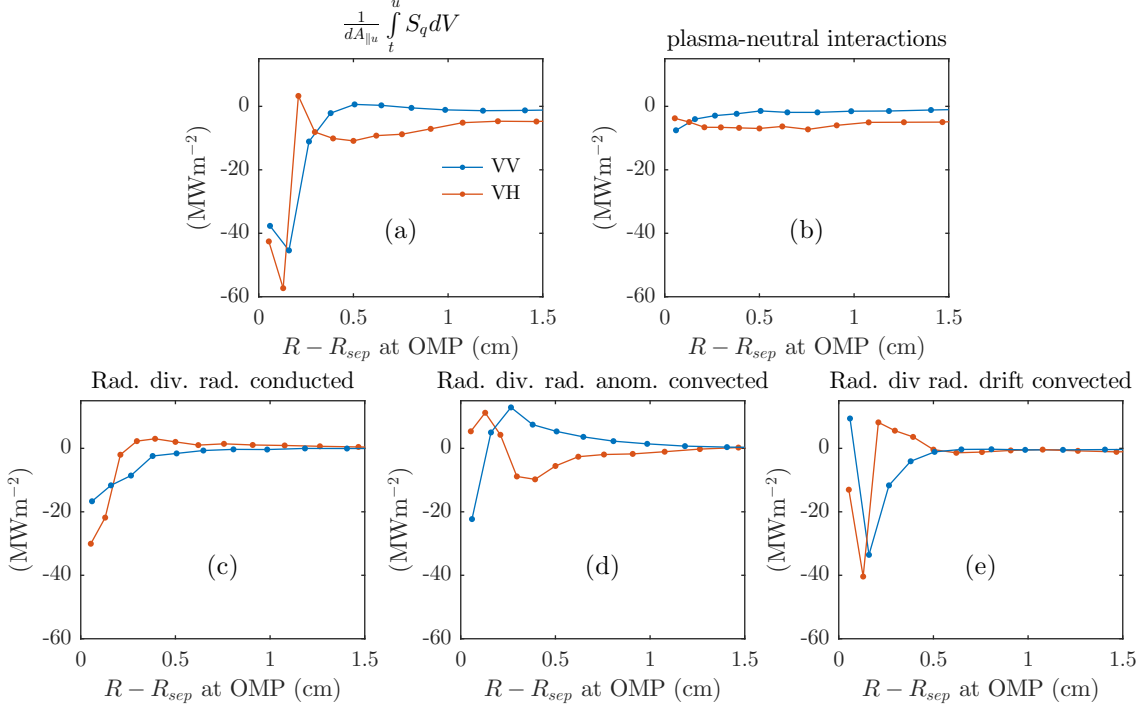 1/dA∥u ∫ₜᵘ S_q dV
plasma-neutral interactions
0
-20
-40
-60
(MWm⁻²)
VV
VH
(a)
0 0.5 1 1.5
R − R_sep at OMP (cm)
0
-20
-40
-60
(MWm⁻²)
(b)
0 0.5 1 1.5
R − R_sep at OMP (cm)
Rad. div. rad. conducted
Rad. div. rad. anom. convected
Rad. div rad. drift convected
0
-20
-40
-60
(MWm⁻²)
(c)
0 0.5 1 1.5
R − R_sep at OMP (cm)
0
-20
-40
-60
(MWm⁻²)
(d)
0 0.5 1 1.5
R − R_sep at OMP (cm)
0
-20
-40
-60
(MWm⁻²)
(e)
0 0.5 1 1.5
R − R_sep at OMP (cm)